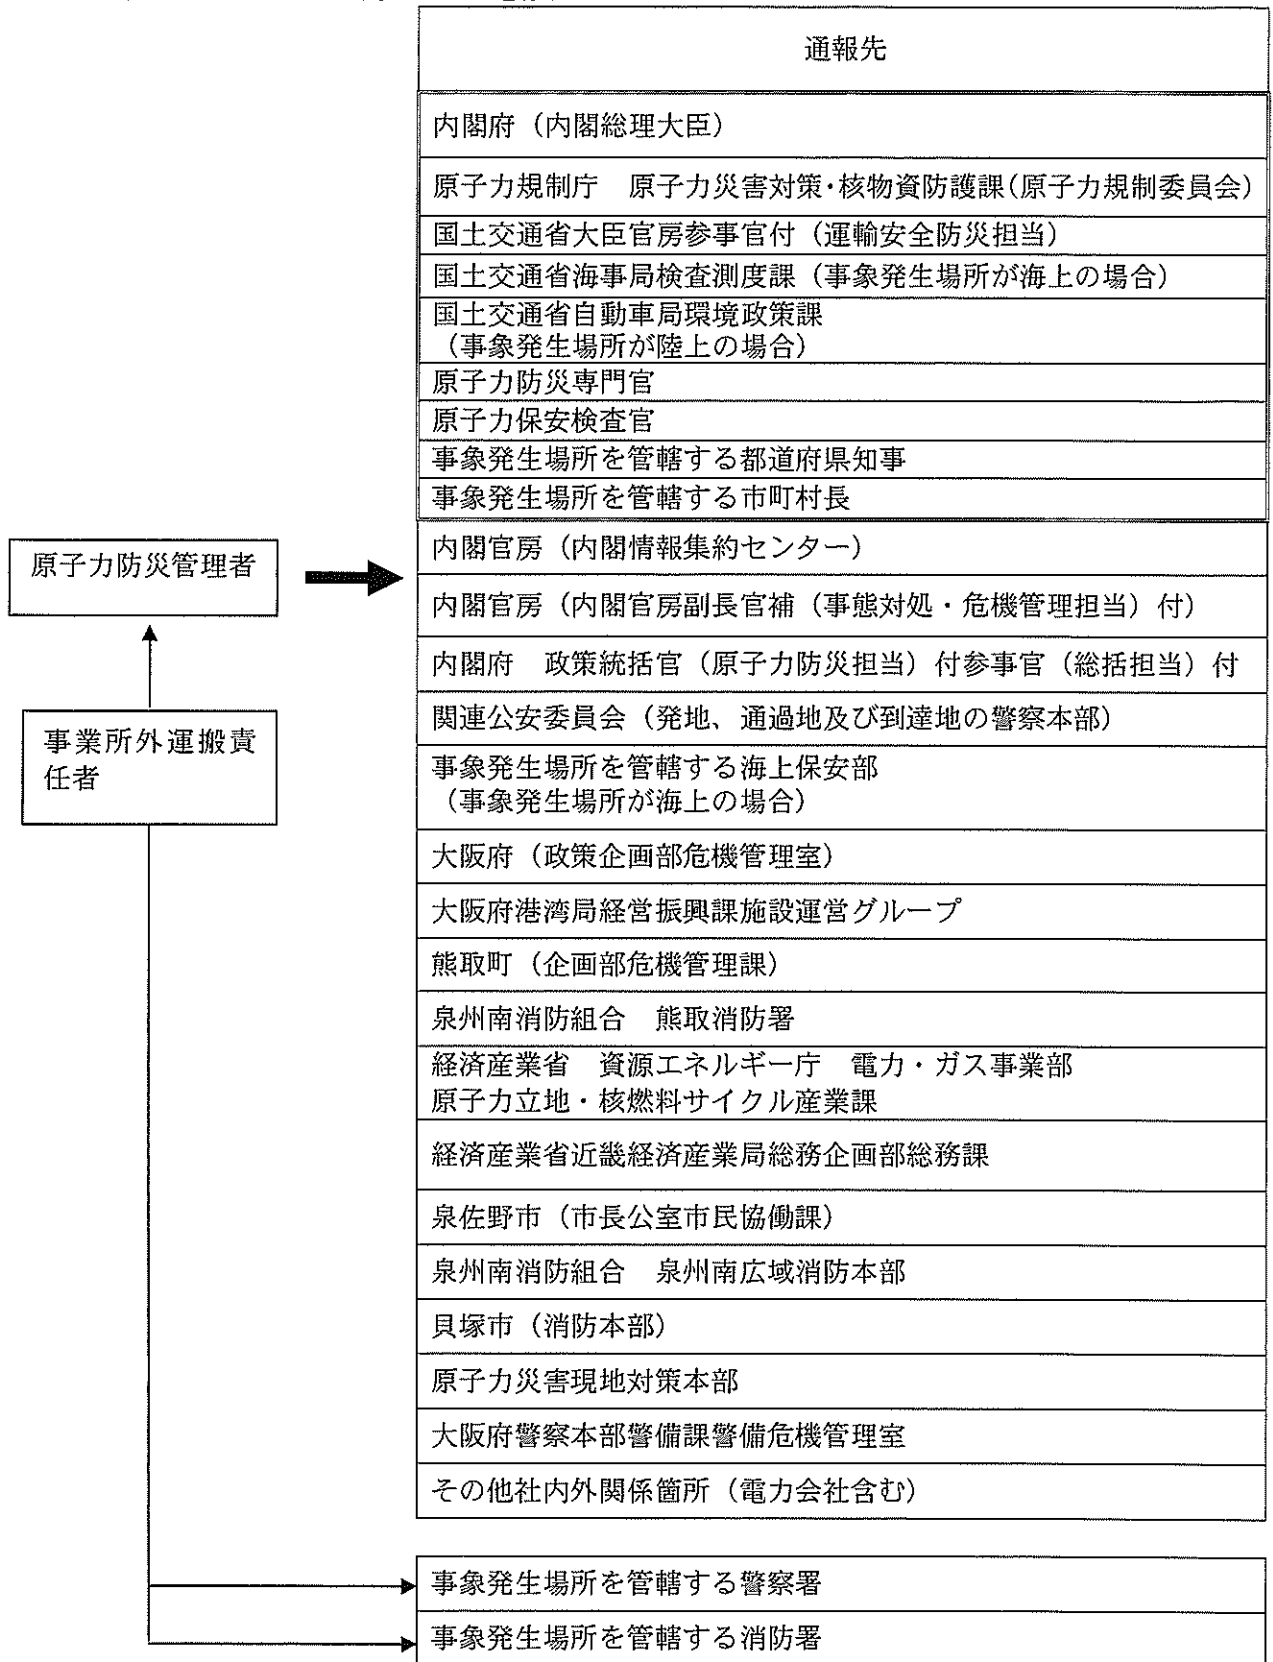 通報先
内閣府（内閣総理大臣）
原子力規制庁　原子力災害対策・核物資防護課（原子力規制委員会）
国土交通省大臣官房参事官付（運輸安全防災担当）
国土交通省海事局検査測度課（事象発生場所が海上の場合）
国土交通省自動車局環境政策課
（事象発生場所が陸上の場合）
原子力防災専門官
原子力保安検査官
事象発生場所を管轄する都道府県知事
事象発生場所を管轄する市町村長
内閣官房（内閣情報集約センター）
内閣官房（内閣官房副長官補（事態対処・危機管理担当）付）
内閣府　政策統括官（原子力防災担当）付参事官（総括担当）付
関連公安委員会（発地、通過地及び到達地の警察本部）
事象発生場所を管轄する海上保安部
（事象発生場所が海上の場合）
大阪府（政策企画部危機管理室）
大阪府港湾局経営振興課施設運営グループ
熊取町（企画部危機管理課）
泉州南消防組合　熊取消防署
経済産業省　資源エネルギー庁　電力・ガス事業部
原子力立地・核燃料サイクル産業課
経済産業省近畿経済産業局総務企画部総務課
泉佐野市（市長公室市民協働課）
泉州南消防組合　泉州南広域消防本部
貝塚市（消防本部）
原子力災害現地対策本部
大阪府警察本部警備課警備危機管理室
その他社内外関係箇所（電力会社含む）
原子力防災管理者
事業所外運搬責
任者
事象発生場所を管轄する警察署
事象発生場所を管轄する消防署